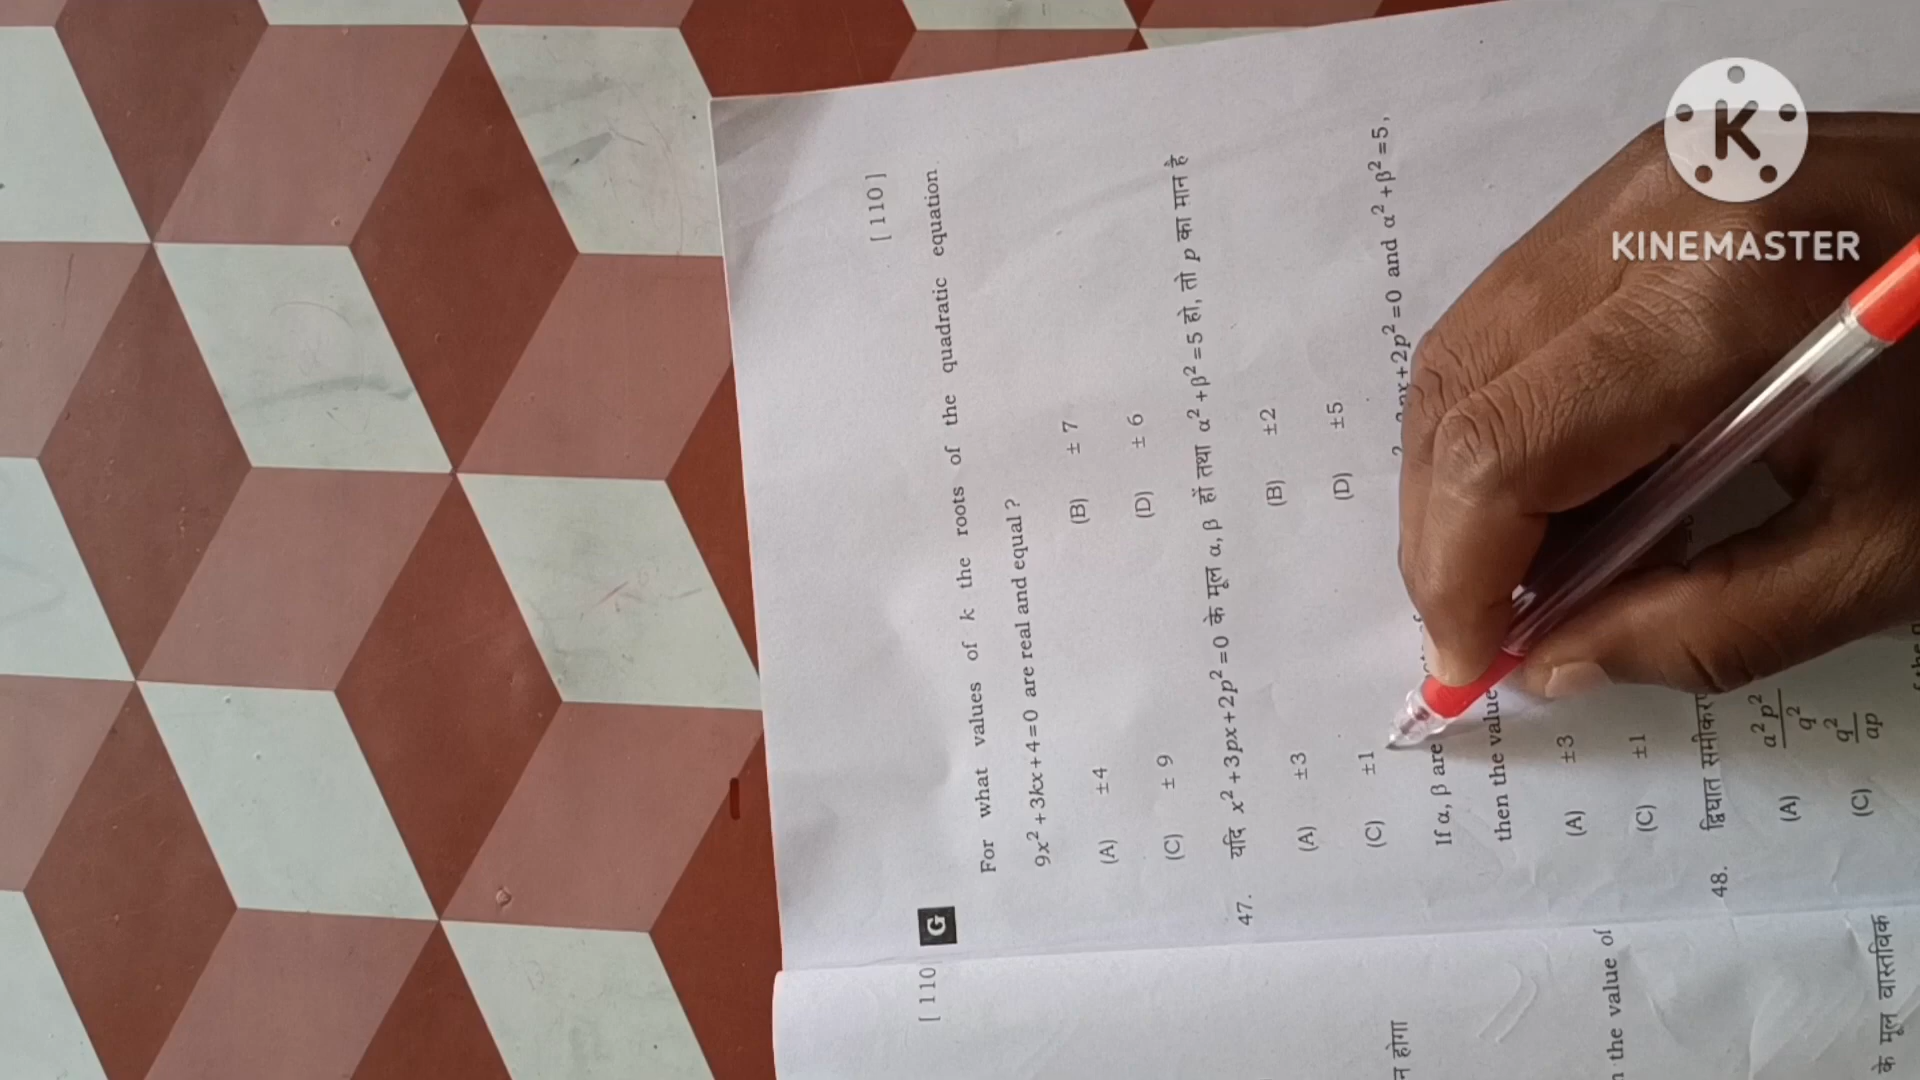 [ 110
G
[ 110 ]
For what values of k the roots of the quadratic equation
9x² + 3kx + 4 = 0 are real and equal ?
(A) ±4 (B) ± 7
(C) ± 9 (D) ± 6
47. यदि x² + 3px + 2p² = 0 के मूल α, β हों तथा α² + β² = 5 हो, तो p का मान है
(A) ±3 (B) ±2
(C) ±1 (D) ±5
If α, β are px + 2p² = 0 and α² + β² = 5,
then the value
(A) ±3
(C) ±1
48. द्विघात
(A) a²p²/q²
(C) q²/ap
न होगा
the value of
के मूल वास्तविक
KINEMASTER